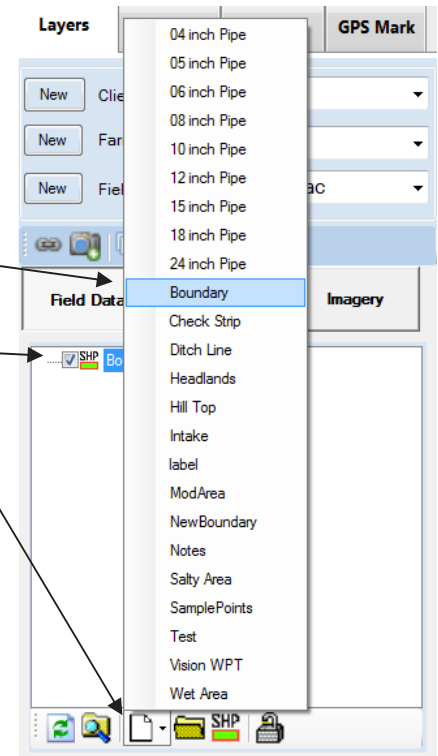 Layers
GPS Mark
New Clie
New Far
New Fiel ac
Field Data
Imagery
SHP Bo
04 inch Pipe
05 inch Pipe
06 inch Pipe
08 inch Pipe
10 inch Pipe
12 inch Pipe
15 inch Pipe
18 inch Pipe
24 inch Pipe
Boundary
Check Strip
Ditch Line
Headlands
Hill Top
Intake
label
ModArea
NewBoundary
Notes
Salty Area
SamplePoints
Test
Vision WPT
Wet Area
SHP